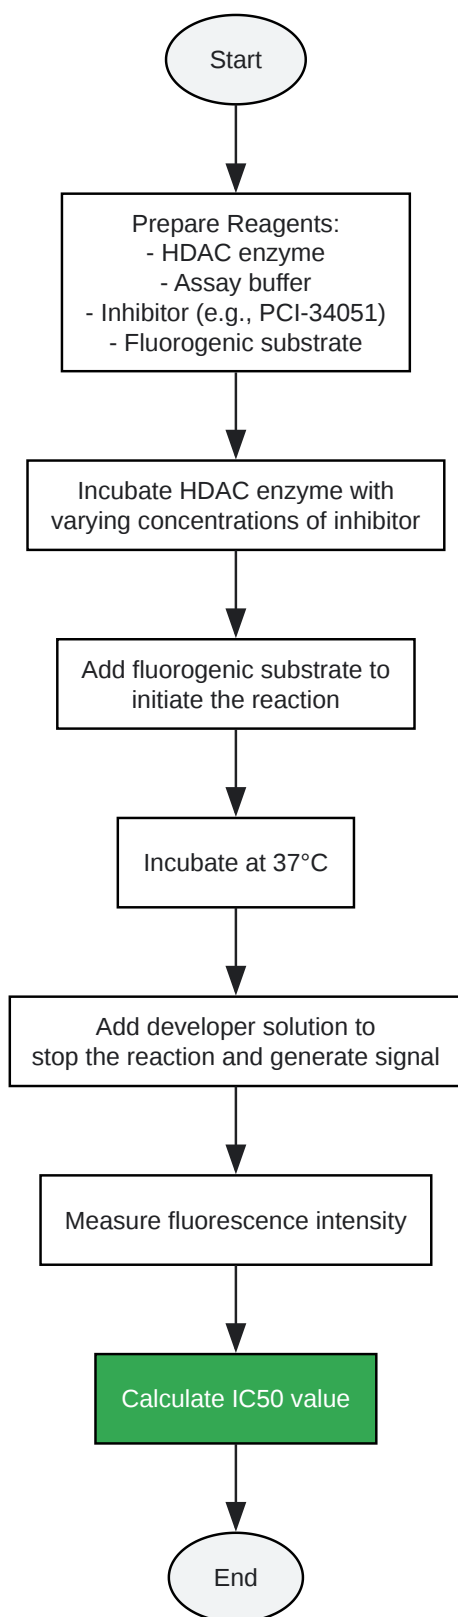 Start
Prepare Reagents:
- HDAC enzyme
- Assay buffer
- Inhibitor (e.g., PCI-34051)
- Fluorogenic substrate
Incubate HDAC enzyme with
varying concentrations of inhibitor
Add fluorogenic substrate to
initiate the reaction
Incubate at 37°C
Add developer solution to
stop the reaction and generate signal
Measure fluorescence intensity
Calculate IC50 value
End